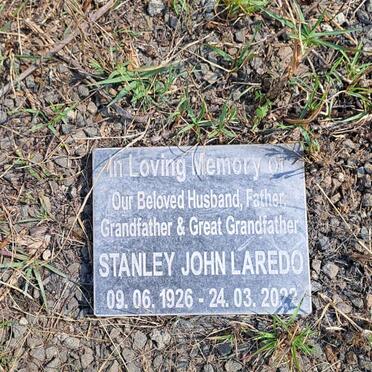 In Loving Memory of
Our Beloved Husband, Father,
Grandfather & Great Grandfather
STANLEY JOHN LAREDO
09. 06. 1926 - 24. 03.